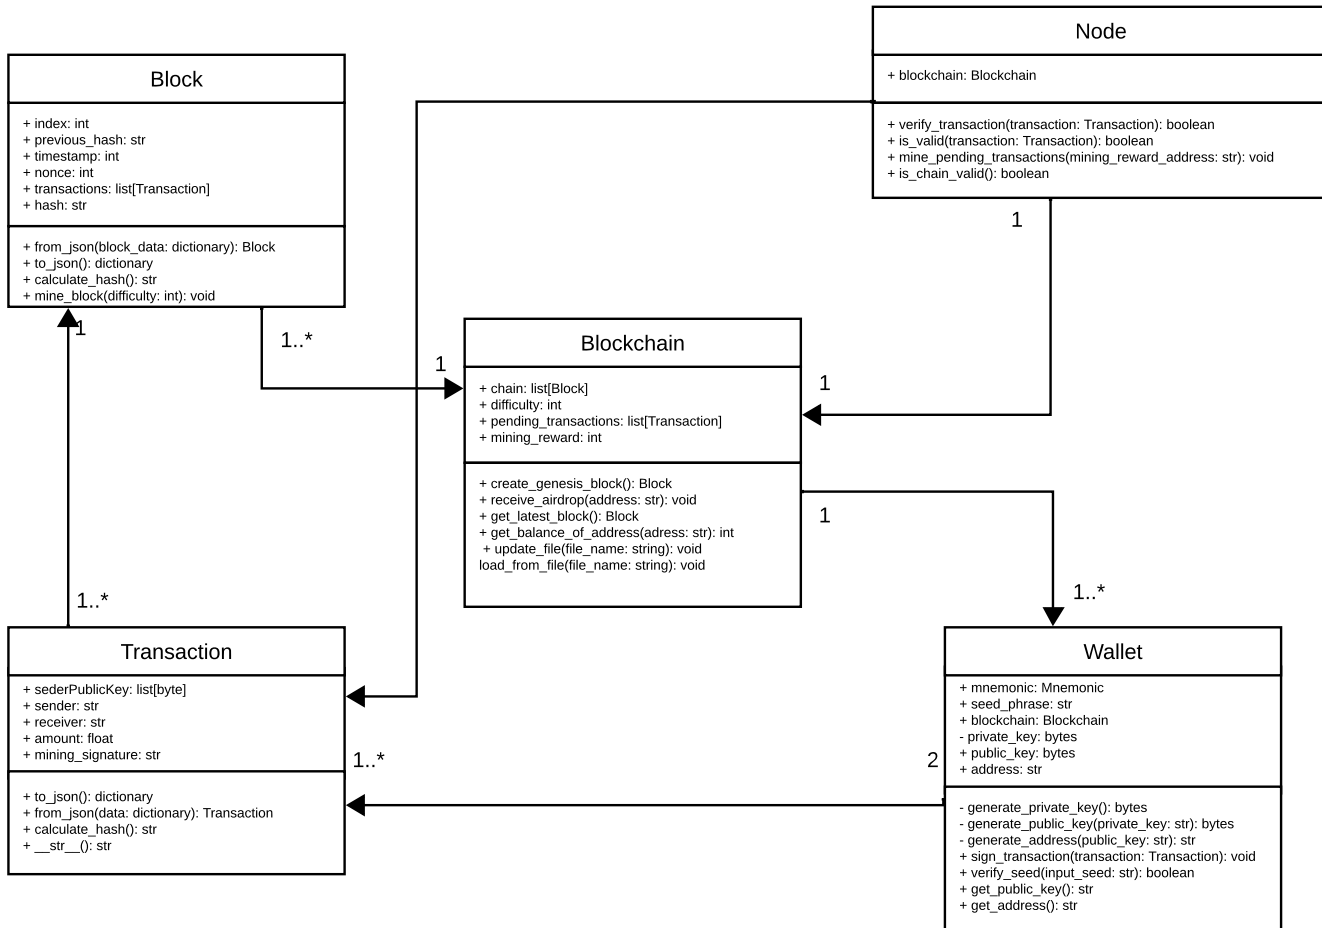 Node
+ blockchain: Blockchain
+ verify_transaction(transaction: Transaction): boolean
+ is_valid(transaction: Transaction): boolean
+ mine_pending_transactions(mining_reward_address: str): void
+ is_chain_valid(): boolean
1
Block
+ index: int
+ previous_hash: str
+ timestamp: int
+ nonce: int
+ transactions: list[Transaction]
+ hash: str
+ from_json(block_data: dictionary): Block
+ to_json(): dictionary
+ calculate_hash(): str
+ mine_block(difficulty: int): void
1
1..*
1
Blockchain
+ chain: list[Block]
+ difficulty: int
+ pending_transactions: list[Transaction]
+ mining_reward: int
+ create_genesis_block(): Block
+ receive_airdrop(address: str): void
+ get_latest_block(): Block
+ get_balance_of_address(adress: str): int
+ update_file(file_name: string): void
load_from_file(file_name: string): void
1
1
1..*
1..*
Transaction
+ sederPublicKey: list[byte]
+ sender: str
+ receiver: str
+ amount: float
+ mining_signature: str
+ to_json(): dictionary
+ from_json(data: dictionary): Transaction
+ calculate_hash(): str
+ __str__(): str
1..*
2
Wallet
+ mnemonic: Mnemonic
+ seed_phrase: str
+ blockchain: Blockchain
- private_key: bytes
+ public_key: bytes
+ address: str
- generate_private_key(): bytes
- generate_public_key(private_key: str): bytes
- generate_address(public_key: str): str
+ sign_transaction(transaction: Transaction): void
+ verify_seed(input_seed: str): boolean
+ get_public_key(): str
+ get_address(): str